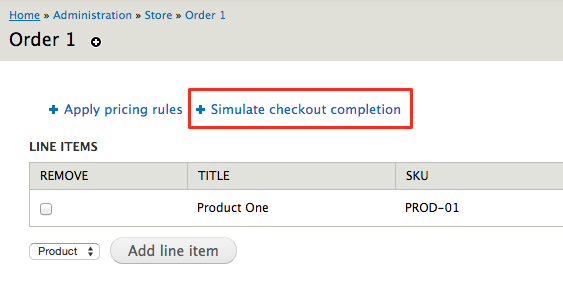 Home » Administration » Store » Order 1
Order 1
Apply pricing rules Simulate checkout completion
LINE ITEMS
REMOVE TITLE SKU
Product One PROD-01
Product Add line item